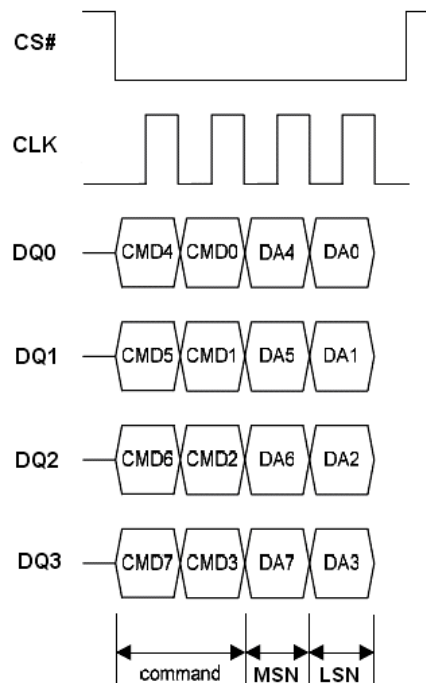 CS#
CLK
DQ0 CMD4 CMD0 DA4 DA0
DQ1 CMD5 CMD1 DA5 DA1
DQ2 CMD6 CMD2 DA6 DA2
DQ3 CMD7 CMD3 DA7 DA3
command MSN LSN